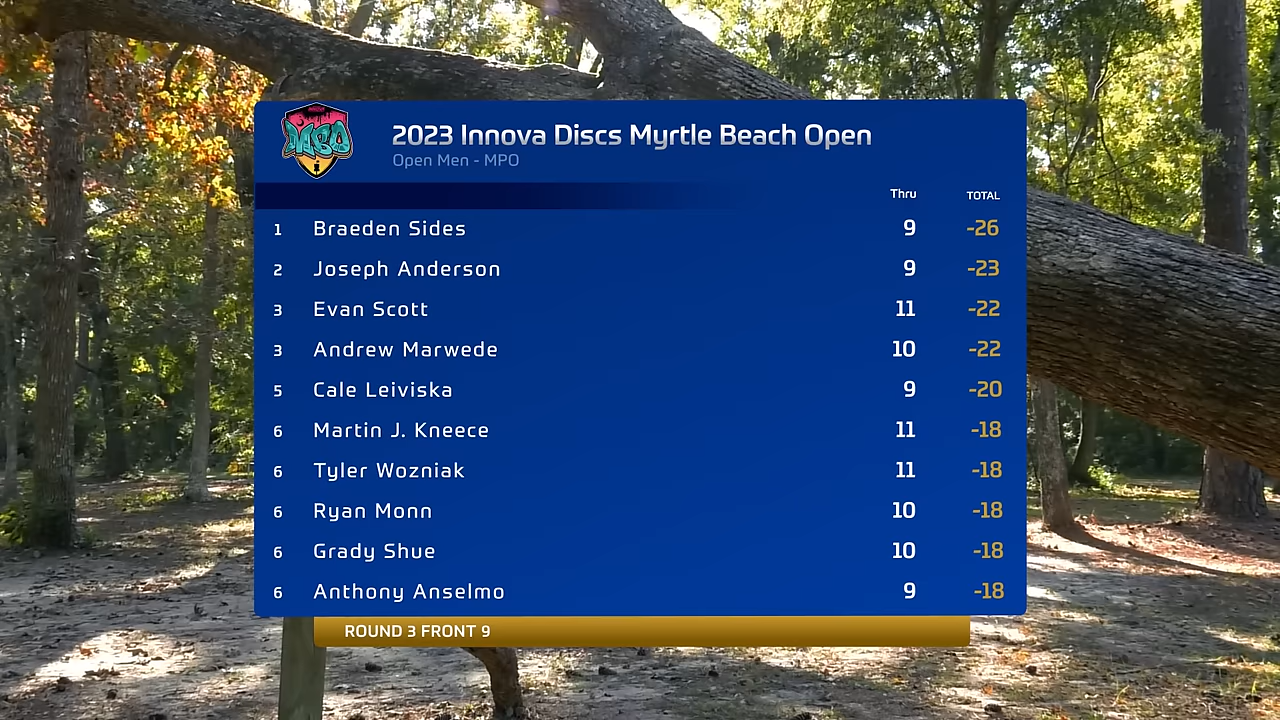 MBO
2023 Innova Discs Myrtle Beach Open
Open Men - MPO
Thru TOTAL
1 Braeden Sides 9 -26
2 Joseph Anderson 9 -23
3 Evan Scott 11 -22
3 Andrew Marwede 10 -22
5 Cale Leiviska 9 -20
6 Martin J. Kneece 11 -18
6 Tyler Wozniak 11 -18
6 Ryan Monn 10 -18
6 Grady Shue 10 -18
6 Anthony Anselmo 9 -18
ROUND 3 FRONT 9